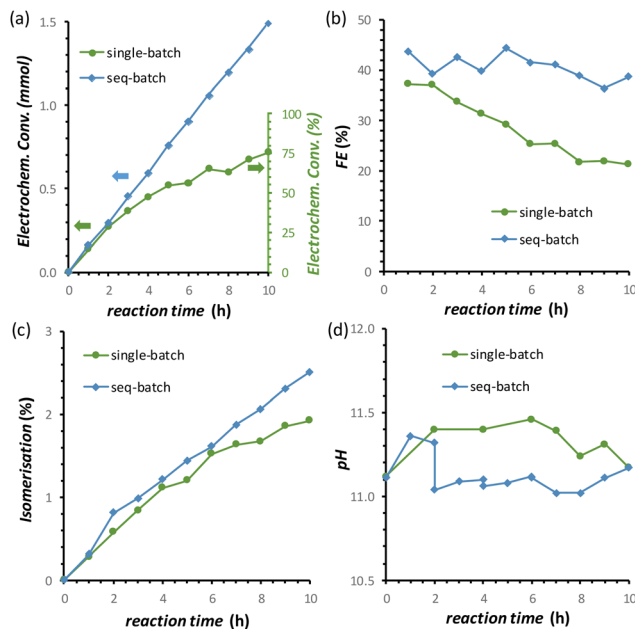 (a)
single-batch
seq-batch
Electrochem. Conv. (mmol)
1.5
1.0
0.5
0.0
Electrochem. Conv. (%)
100
75
50
25
0
0 2 4 6 8 10
reaction time (h)
(b)
FE (%)
50
40
30
20
10
0
single-batch
seq-batch
0 2 4 6 8 10
reaction time (h)
(c)
single-batch
seq-batch
Isomerisation (%)
3
2
1
0
0 2 4 6 8 10
reaction time (h)
(d)
single-batch
seq-batch
pH
12.0
11.5
11.0
10.5
0 2 4 6 8 10
reaction time (h)